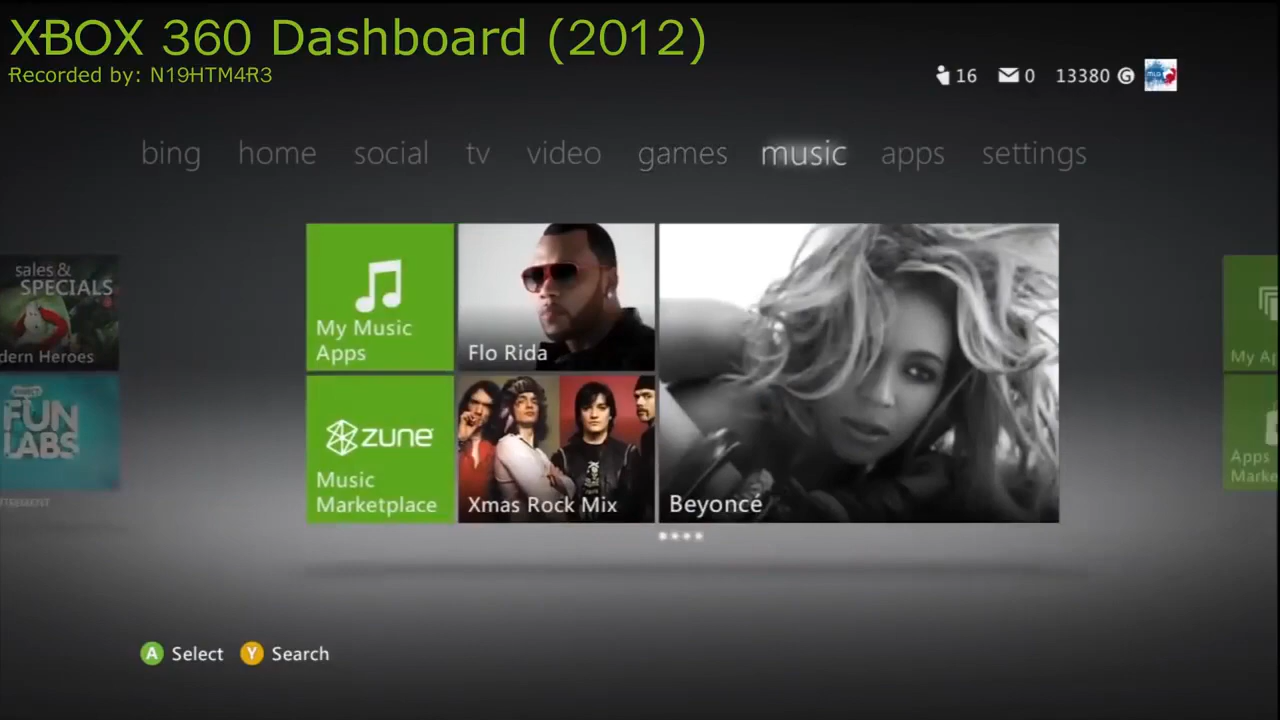 XBOX 360 Dashboard (2012)
Recorded by: N19HTM4R3
16 0 13380 G
bing home social tv video games music apps settings
sales &
SPECIALS
dern Heroes
FUN
LABS
My Music
Apps
Flo Rida
zune
Music
Marketplace
Xmas Rock Mix
Beyoncé
My Ap
Apps
Marke
A Select Y Search